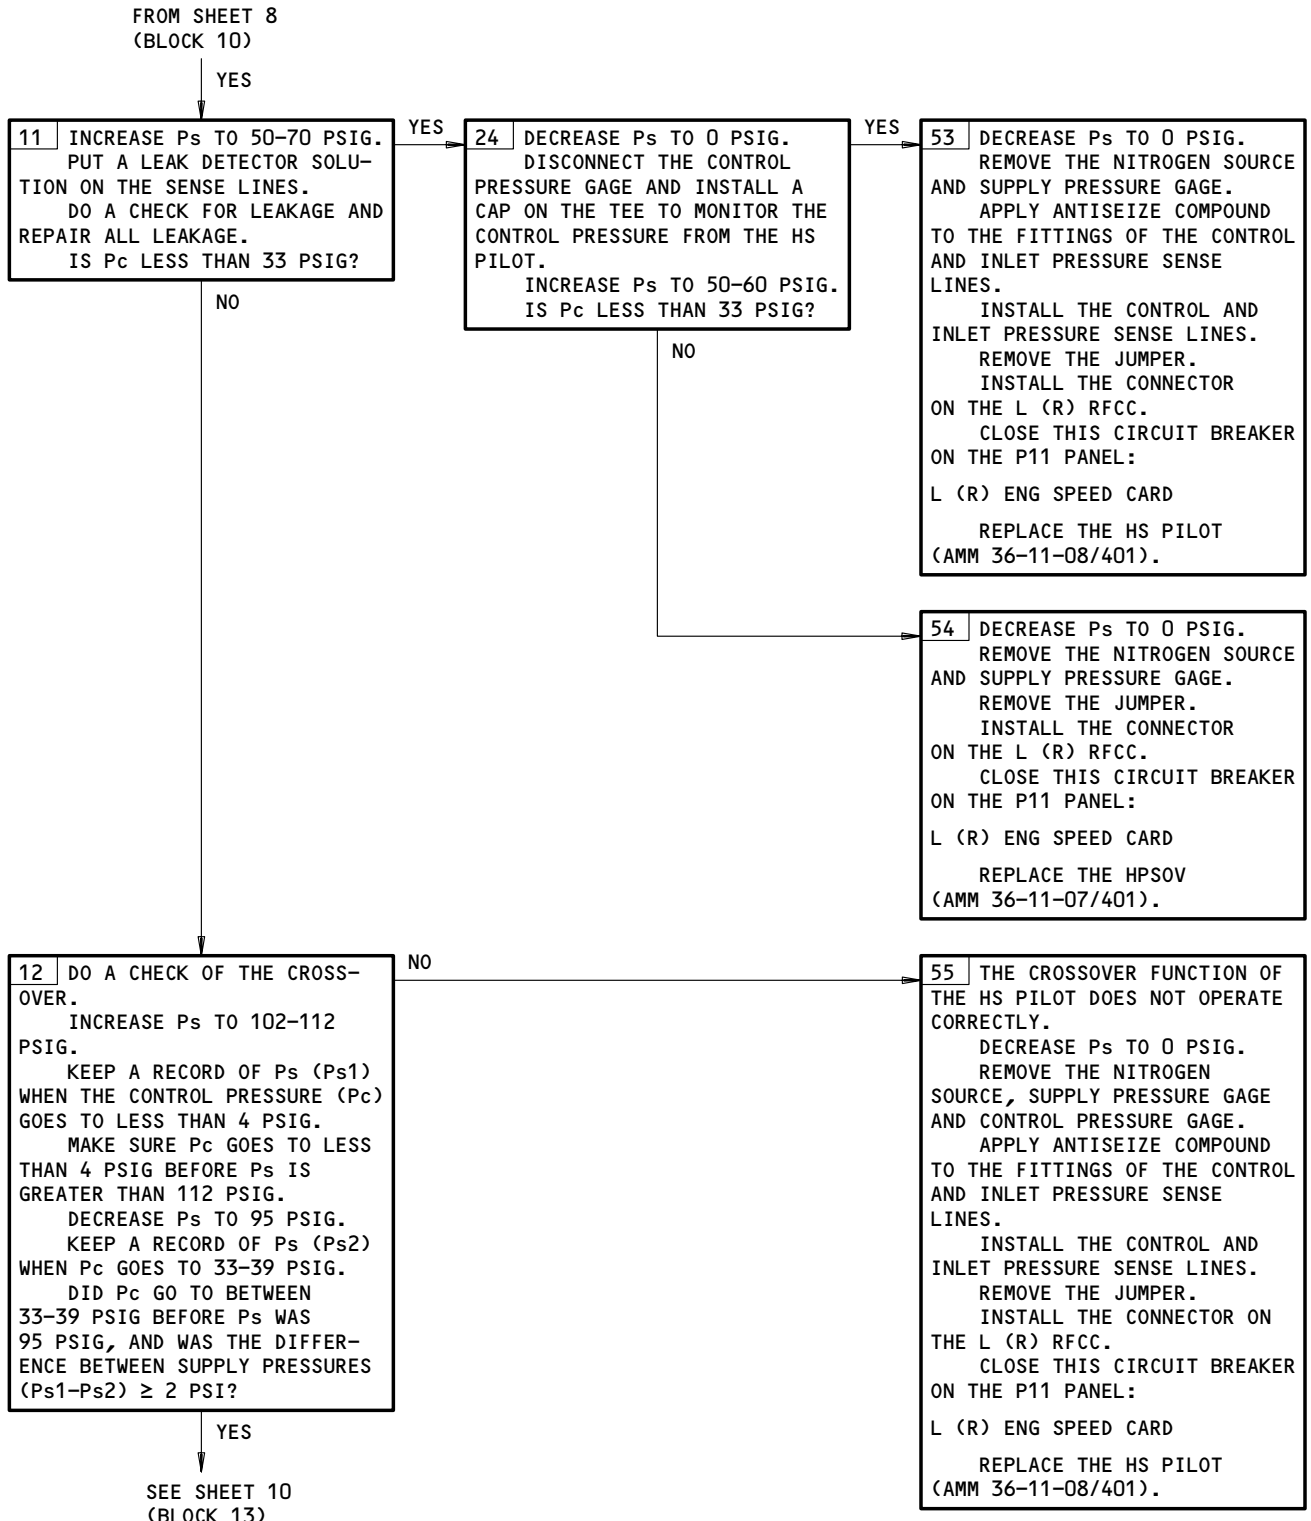 FROM SHEET 8
(BLOCK 10)
YES
11 INCREASE Ps TO 50-70 PSIG.
PUT A LEAK DETECTOR SOLU-
TION ON THE SENSE LINES.
DO A CHECK FOR LEAKAGE AND
REPAIR ALL LEAKAGE.
IS Pc LESS THAN 33 PSIG?
YES
NO
24 DECREASE Ps TO 0 PSIG.
DISCONNECT THE CONTROL
PRESSURE GAGE AND INSTALL A
CAP ON THE TEE TO MONITOR THE
CONTROL PRESSURE FROM THE HS
PILOT.
INCREASE Ps TO 50-60 PSIG.
IS Pc LESS THAN 33 PSIG?
YES
NO
53 DECREASE Ps TO 0 PSIG.
REMOVE THE NITROGEN SOURCE
AND SUPPLY PRESSURE GAGE.
APPLY ANTISEIZE COMPOUND
TO THE FITTINGS OF THE CONTROL
AND INLET PRESSURE SENSE
LINES.
INSTALL THE CONTROL AND
INLET PRESSURE SENSE LINES.
REMOVE THE JUMPER.
INSTALL THE CONNECTOR
ON THE L (R) RFCC.
CLOSE THIS CIRCUIT BREAKER
ON THE P11 PANEL:
L (R) ENG SPEED CARD
REPLACE THE HS PILOT
(AMM 36-11-08/401).
54 DECREASE Ps TO 0 PSIG.
REMOVE THE NITROGEN SOURCE
AND SUPPLY PRESSURE GAGE.
REMOVE THE JUMPER.
INSTALL THE CONNECTOR
ON THE L (R) RFCC.
CLOSE THIS CIRCUIT BREAKER
ON THE P11 PANEL:
L (R) ENG SPEED CARD
REPLACE THE HPSOV
(AMM 36-11-07/401).
12 DO A CHECK OF THE CROSS-
OVER.
INCREASE Ps TO 102-112
PSIG.
KEEP A RECORD OF Ps (Ps1)
WHEN THE CONTROL PRESSURE (Pc)
GOES TO LESS THAN 4 PSIG.
MAKE SURE Pc GOES TO LESS
THAN 4 PSIG BEFORE Ps IS
GREATER THAN 112 PSIG.
DECREASE Ps TO 95 PSIG.
KEEP A RECORD OF Ps (Ps2)
WHEN Pc GOES TO 33-39 PSIG.
DID Pc GO TO BETWEEN
33-39 PSIG BEFORE Ps WAS
95 PSIG, AND WAS THE DIFFER-
ENCE BETWEEN SUPPLY PRESSURES
(Ps1-Ps2) ≥ 2 PSI?
NO
YES
55 THE CROSSOVER FUNCTION OF
THE HS PILOT DOES NOT OPERATE
CORRECTLY.
DECREASE Ps TO 0 PSIG.
REMOVE THE NITROGEN
SOURCE, SUPPLY PRESSURE GAGE
AND CONTROL PRESSURE GAGE.
APPLY ANTISEIZE COMPOUND
TO THE FITTINGS OF THE CONTROL
AND INLET PRESSURE SENSE
LINES.
INSTALL THE CONTROL AND
INLET PRESSURE SENSE LINES.
REMOVE THE JUMPER.
INSTALL THE CONNECTOR ON
THE L (R) RFCC.
CLOSE THIS CIRCUIT BREAKER
ON THE P11 PANEL:
L (R) ENG SPEED CARD
REPLACE THE HS PILOT
(AMM 36-11-08/401).
SEE SHEET 10
(BLOCK 13)